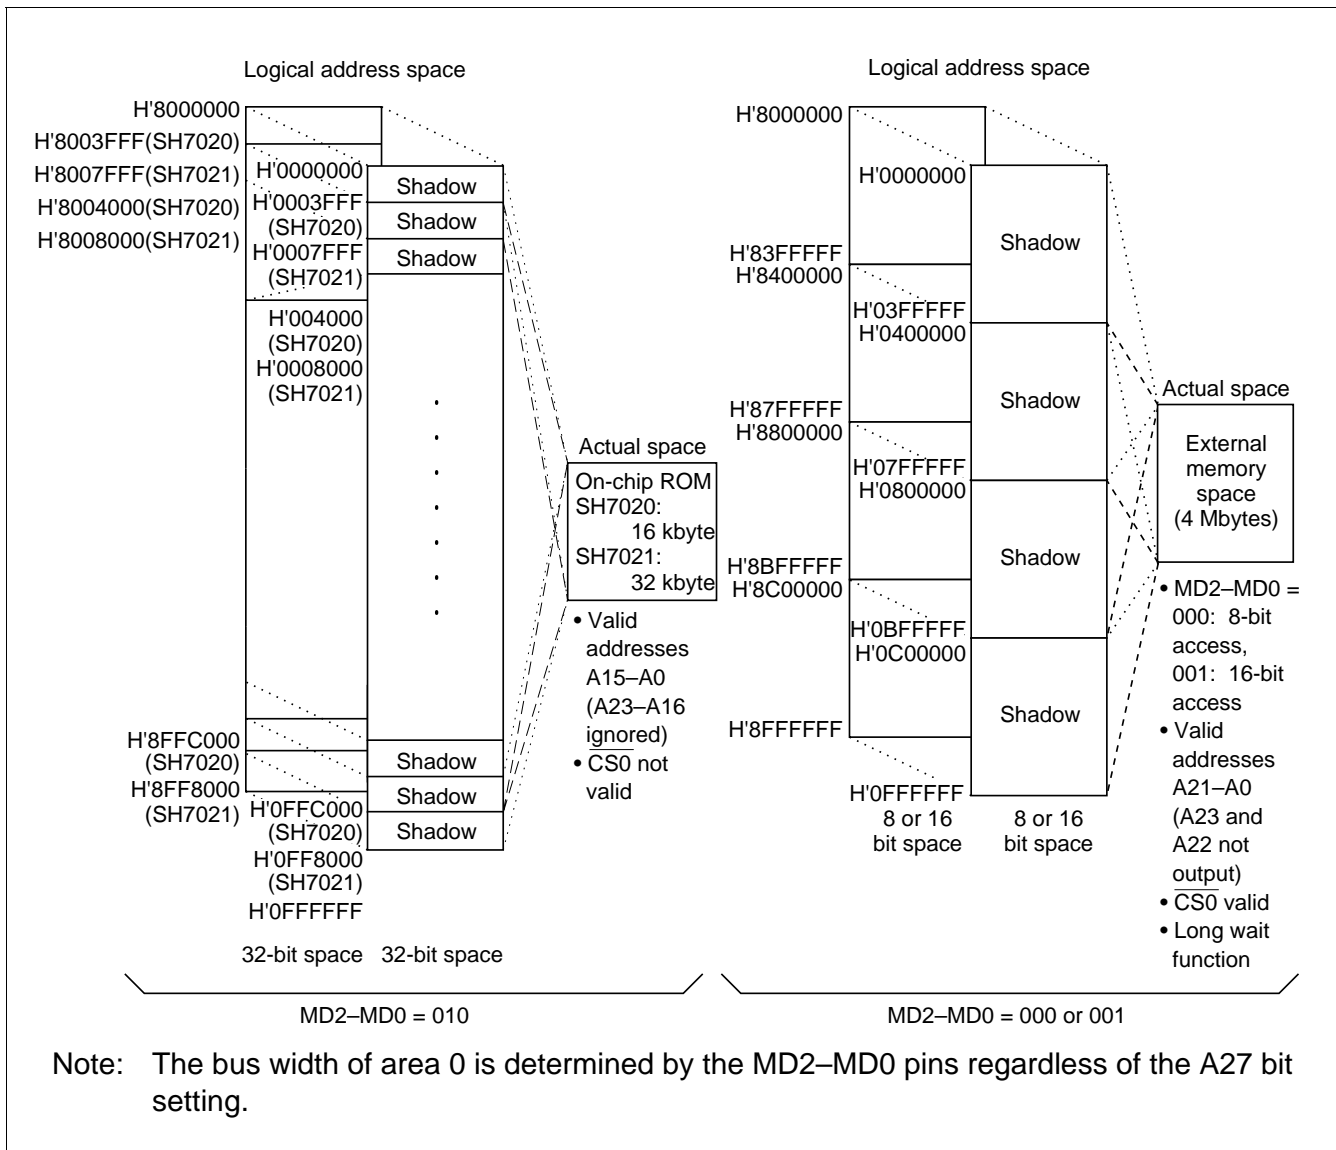 Logical address space
H'8000000
H'8003FFF(SH7020)
H'8007FFF(SH7021)
H'8004000(SH7020)
H'8008000(SH7021)
H'0000000
H'0003FFF
(SH7020)
H'0007FFF
(SH7021)
H'004000
(SH7020)
H'0008000
(SH7021)
Shadow
Shadow
Shadow
Actual space
On-chip ROM
SH7020:
16 kbyte
SH7021:
32 kbyte
• Valid
addresses
A15–A0
(A23–A16
ignored)
• CS0 not
valid
H'8FFC000
(SH7020)
H'8FF8000
(SH7021)
H'0FFC000
(SH7020)
H'0FF8000
(SH7021)
H'0FFFFFF
Shadow
Shadow
Shadow
32-bit space 32-bit space
MD2–MD0 = 010
Logical address space
H'8000000
H'0000000
H'83FFFFF
H'8400000
H'03FFFFF
H'0400000
H'87FFFFF
H'8800000
H'07FFFFF
H'0800000
H'8BFFFFF
H'8C00000
H'0BFFFFF
H'0C00000
H'8FFFFFF
H'0FFFFFF
Shadow
Shadow
Shadow
Shadow
8 or 16
bit space
8 or 16
bit space
Actual space
External
memory
space
(4 Mbytes)
• MD2–MD0 =
000: 8-bit
access,
001: 16-bit
access
• Valid
addresses
A21–A0
(A23 and
A22 not
output)
• CS0 valid
• Long wait
function
MD2–MD0 = 000 or 001
Note: The bus width of area 0 is determined by the MD2–MD0 pins regardless of the A27 bit
setting.